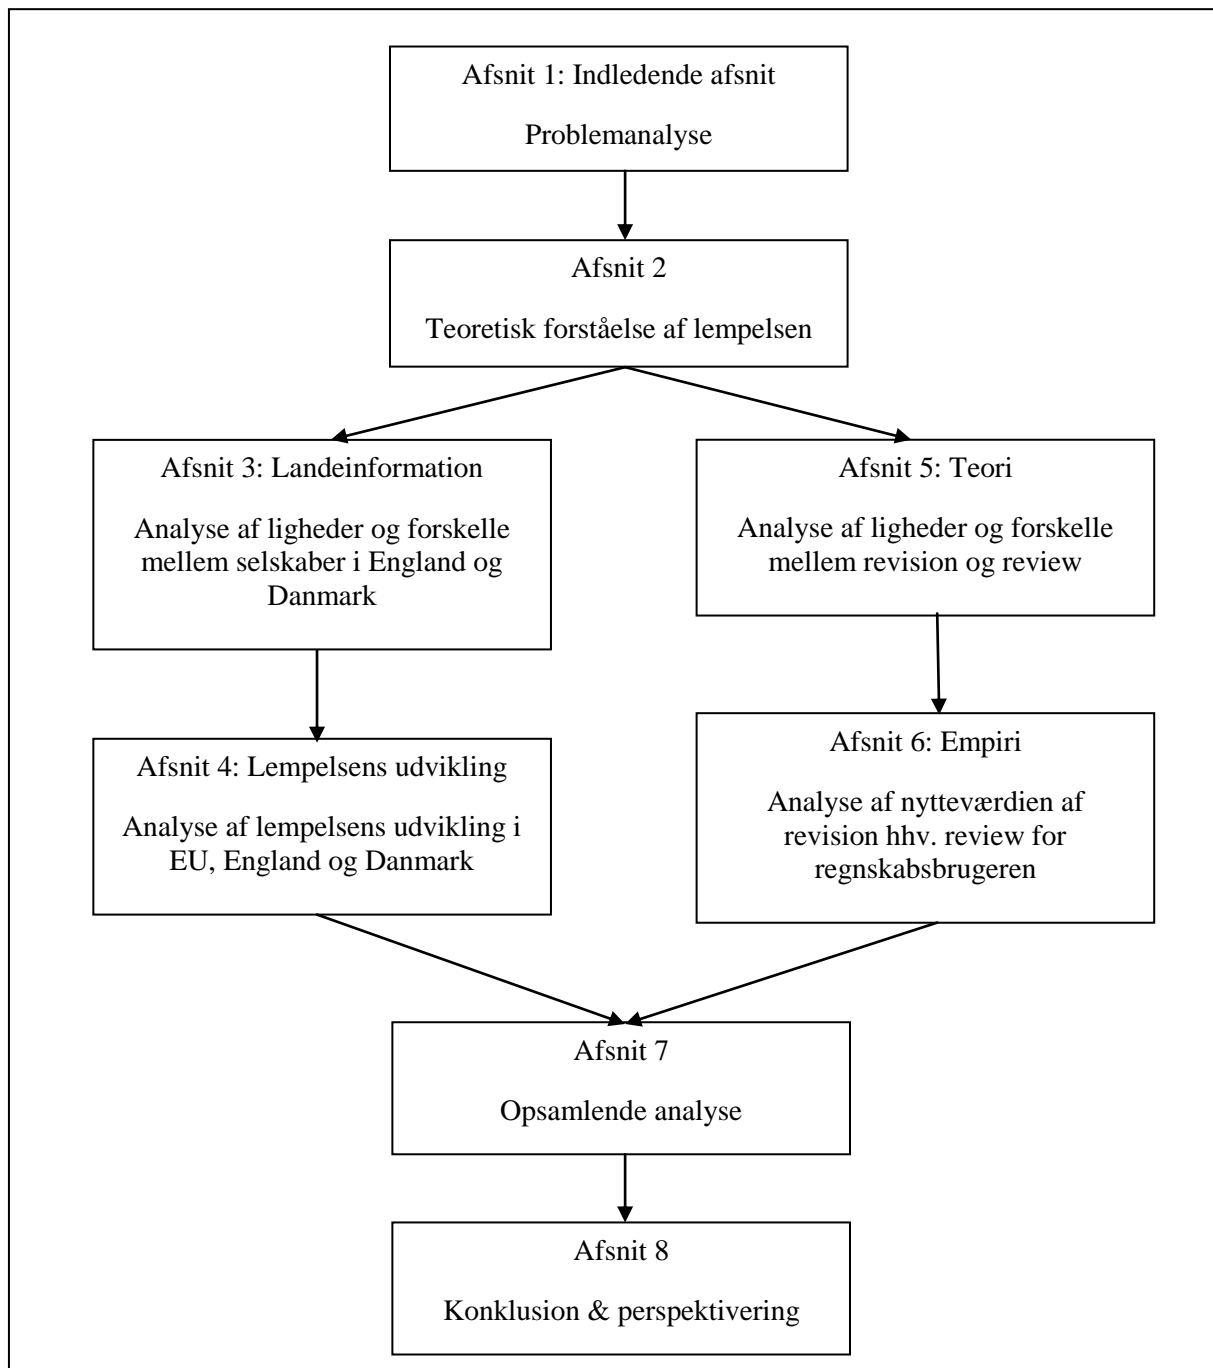 Afsnit 1: Indledende afsnit
Problemanalyse
Afsnit 2
Teoretisk forståelse af lempelsen
Afsnit 3: Landeinformation
Analyse af ligheder og forskelle
mellem selskaber i England og
Danmark
Afsnit 5: Teori
Analyse af ligheder og forskelle
mellem revision og review
Afsnit 4: Lempelsens udvikling
Analyse af lempelsens udvikling i
EU, England og Danmark
Afsnit 6: Empiri
Analyse af nytteværdien af
revision hhv. review for
regnskabsbrugeren
Afsnit 7
Opsamlende analyse
Afsnit 8
Konklusion & perspektivering